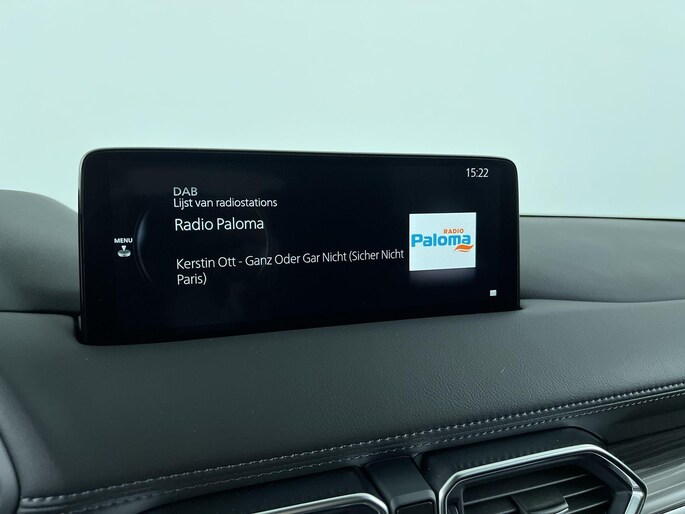 15:22
DAB
Lijst van radiostations
Radio Paloma
MENU
RADIO
Paloma
Kerstin Ott - Ganz Oder Gar Nicht (Sicher Nicht
Paris)